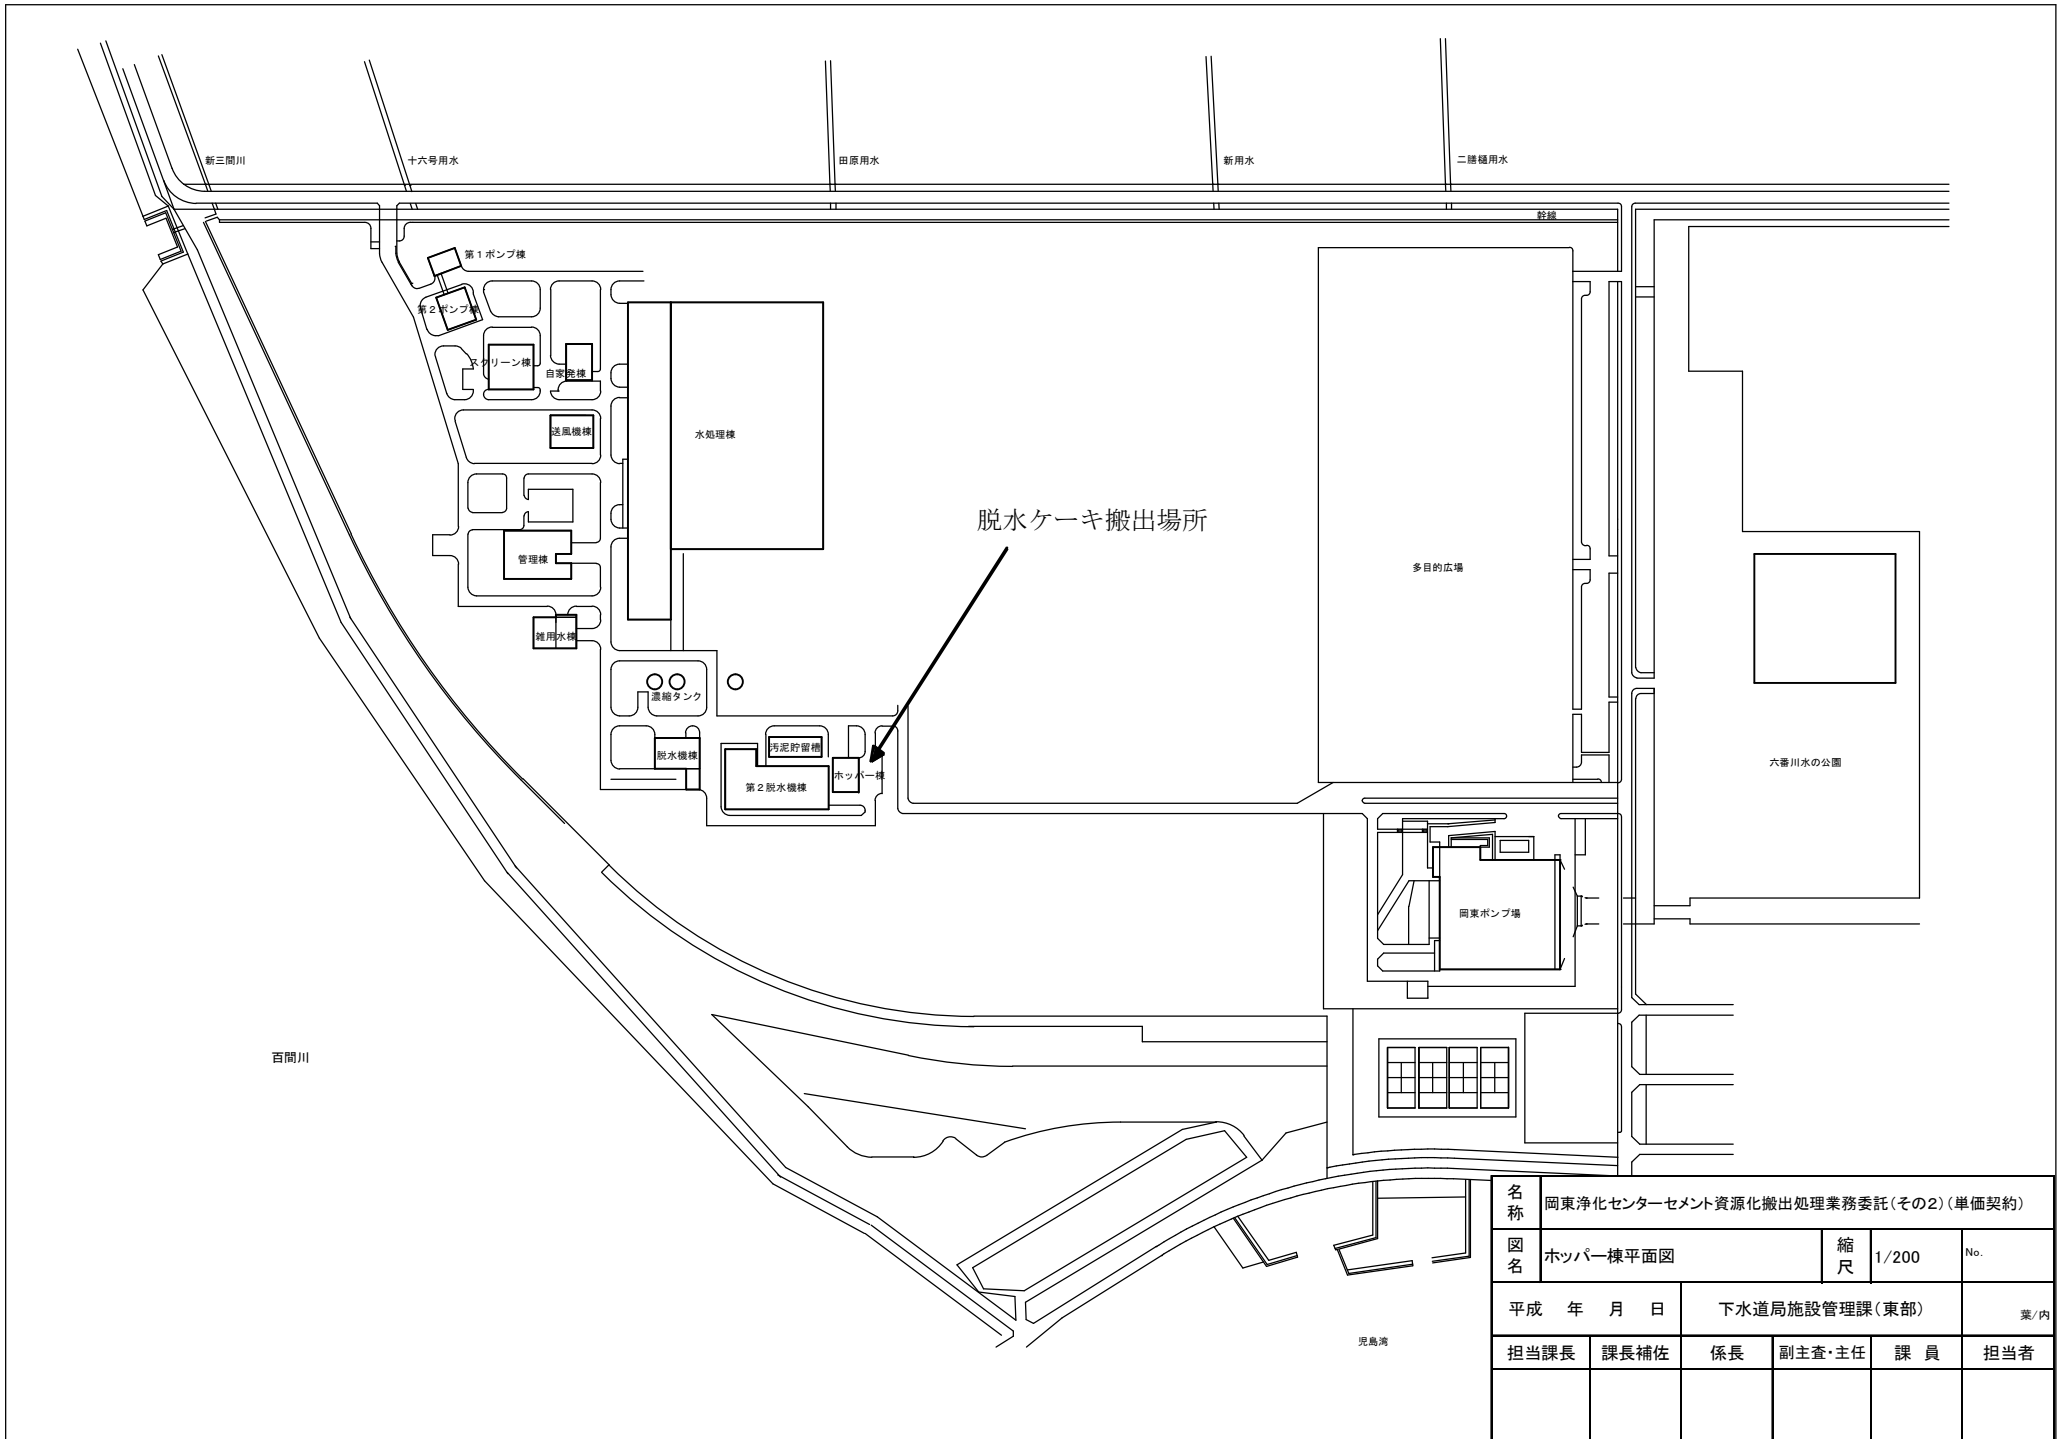 新三間川
十六号用水
田原用水
新用水
二膳樋用水
幹線
第1ポンプ棟
第2ポンプ棟
スクリーン棟
自家発棟
送風機棟
水処理棟
脱水ケーキ搬出場所
管理棟
多目的広場
雑用水棟
濃縮タンク
脱水機棟
汚泥貯留槽
ホッパー棟
第2脱水機棟
六番川水の公園
岡東ポンプ場
百間川
児島湾
名称 岡東浄化センターセメント資源化搬出処理業務委託(その2)(単価契約)
図名 ホッパー棟平面図 縮尺 1/200 No.
平成 年 月 日 下水道局施設管理課(東部) 葉/内
担当課長 課長補佐 係長 副主査・主任 課 員 担当者